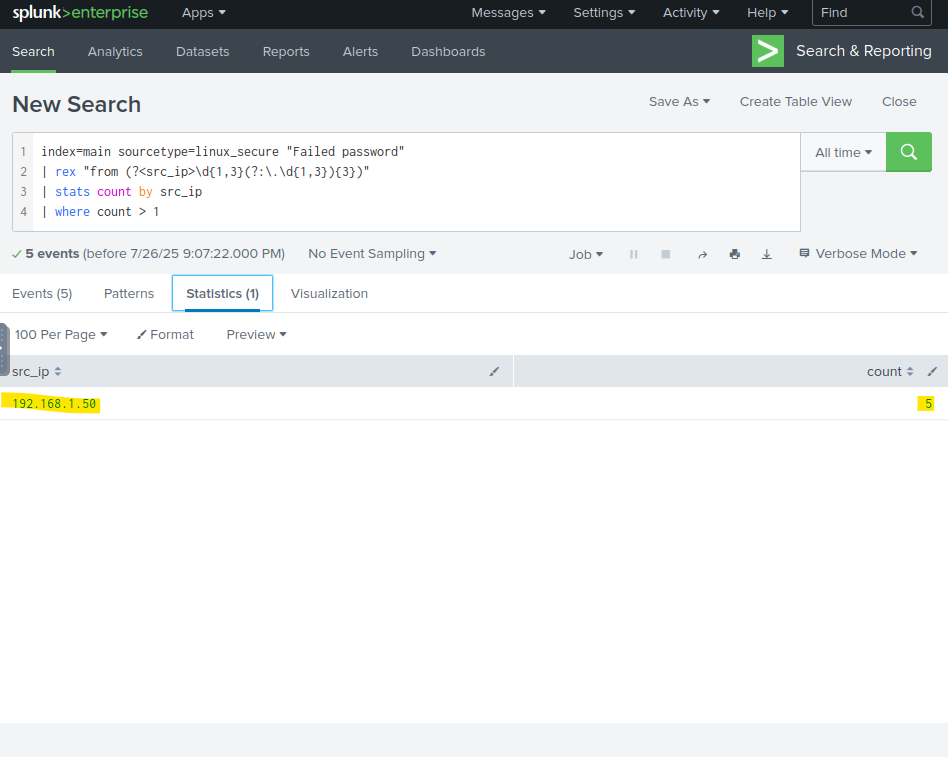 splunk>enterprise Apps Messages Settings Activity Help Find
Search Analytics Datasets Reports Alerts Dashboards > Search & Reporting
New Search Save As Create Table View Close
1 index=main sourcetype=linux_secure "Failed password" All time
2 | rex "from (?<src_ip>\d{1,3}(?:\.\d{1,3}){3})"
3 | stats count by src_ip
4 | where count > 1
5 events (before 7/26/25 9:07:22.000 PM) No Event Sampling Job Verbose Mode
Events (5) Patterns Statistics (1) Visualization
100 Per Page Format Preview
src_ip count
192.168.1.50 5